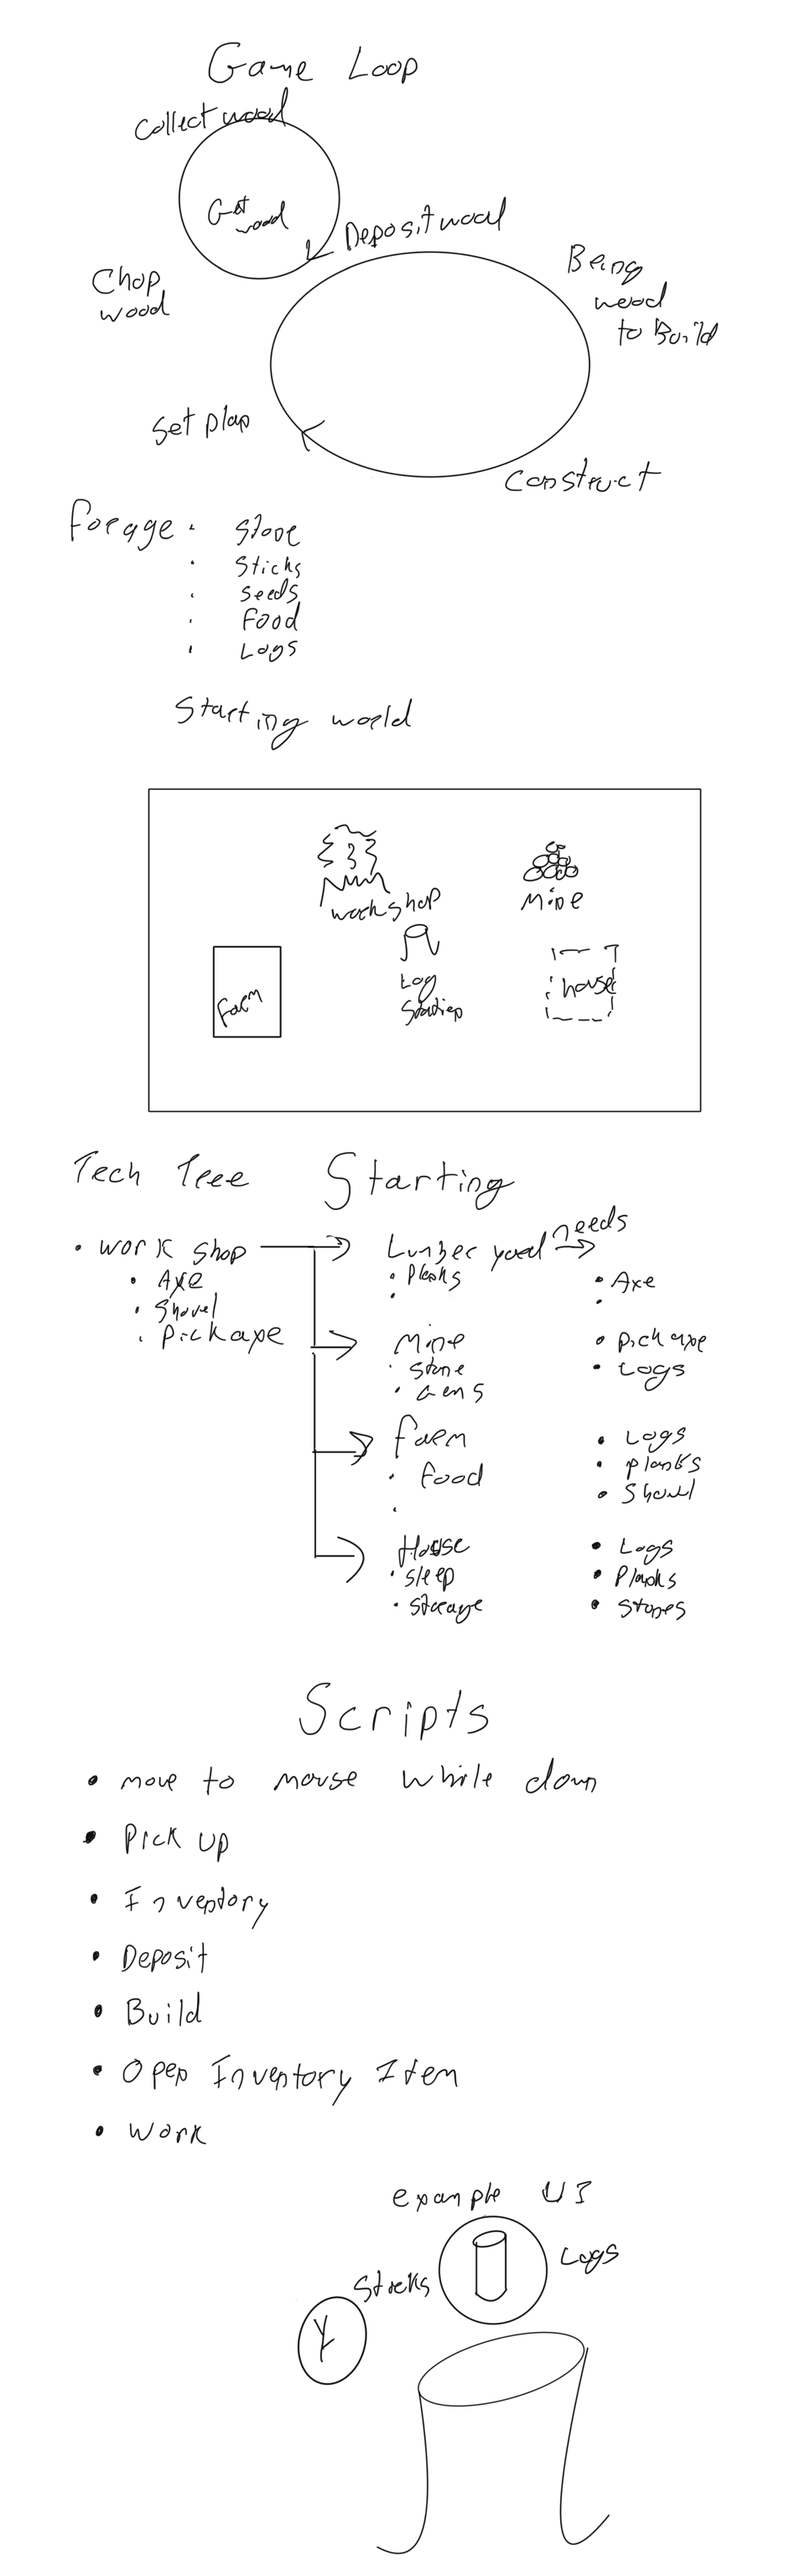 Game Loop
Collect wood
Get
wood
Deposit wood
Chop
wood
Bring
wood
to Build
Set plan
Construct
Forage · Stone
· Sticks
· Seeds
· Food
· Logs
Starting world
workshop
Mine
Farm
Log
Station
house
Tech Tree Starting
• work shop
• Axe
• Shovel
• Pickaxe
Lumber yard needs
• Planks
•
• Axe
•
Mine
• Stone
• Gems
• Pickaxe
• Logs
farm
• food
•
• Logs
• planks
• Shovel
House
• sleep
• storage
• Logs
• Planks
• Stones
Scripts
• move to mouse while down
• Pick up
• Inventory
• Deposit
• Build
• Open Inventory Item
• Work
example UI
Sticks
Logs